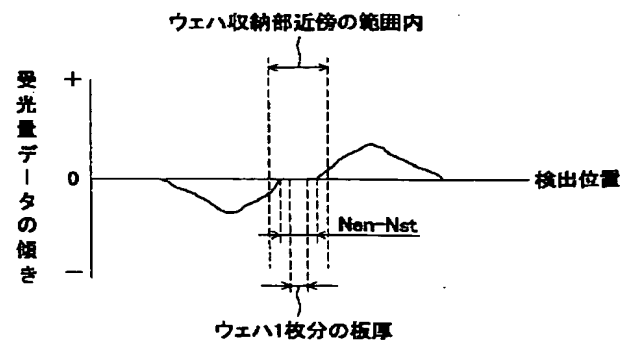 ウェハ収納部近傍の範囲内
受光量データの傾き
+
0
−
検出位置
Nen-Nst
ウェハ1枚分の板厚